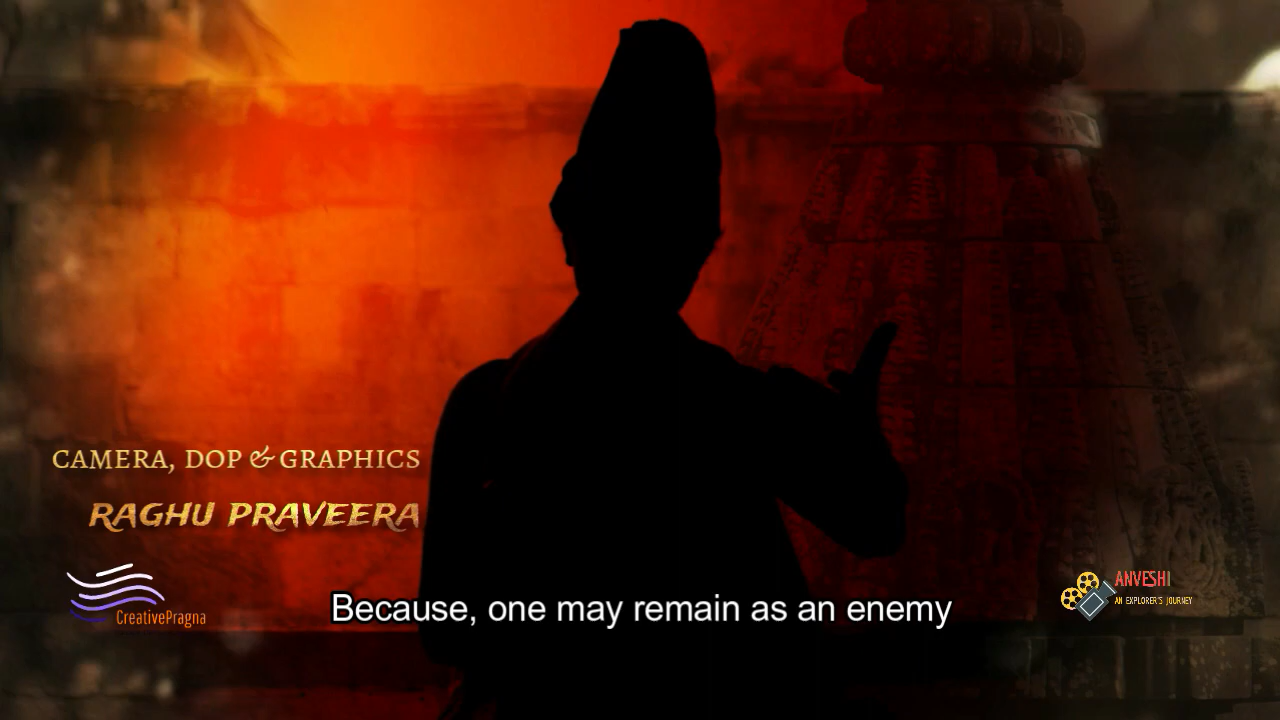 CAMERA, DOP & GRAPHICS
RAGHU PRAVEERA
CreativePragna
Because, one may remain as an enemy
ANVESHI
AN EXPLORER'S JOURNEY